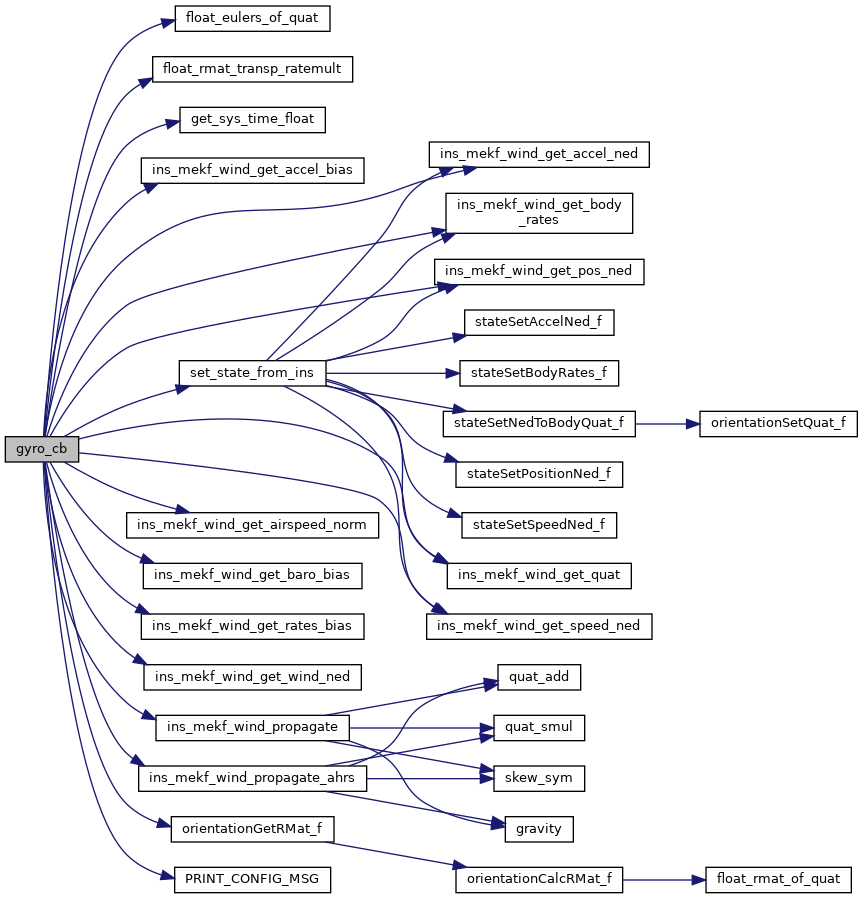 float_eulers_of_quat
float_rmat_transp_ratemult
get_sys_time_float
ins_mekf_wind_get_accel_ned
ins_mekf_wind_get_accel_bias
ins_mekf_wind_get_body
_rates
ins_mekf_wind_get_pos_ned
stateSetAccelNed_f
set_state_from_ins
stateSetBodyRates_f
stateSetNedToBodyQuat_f
orientationSetQuat_f
gyro_cb
stateSetPositionNed_f
ins_mekf_wind_get_airspeed_norm
stateSetSpeedNed_f
ins_mekf_wind_get_baro_bias
ins_mekf_wind_get_quat
ins_mekf_wind_get_rates_bias
ins_mekf_wind_get_speed_ned
ins_mekf_wind_get_wind_ned
quat_add
ins_mekf_wind_propagate
quat_smul
ins_mekf_wind_propagate_ahrs
skew_sym
orientationGetRMat_f
gravity
PRINT_CONFIG_MSG
orientationCalcRMat_f
float_rmat_of_quat